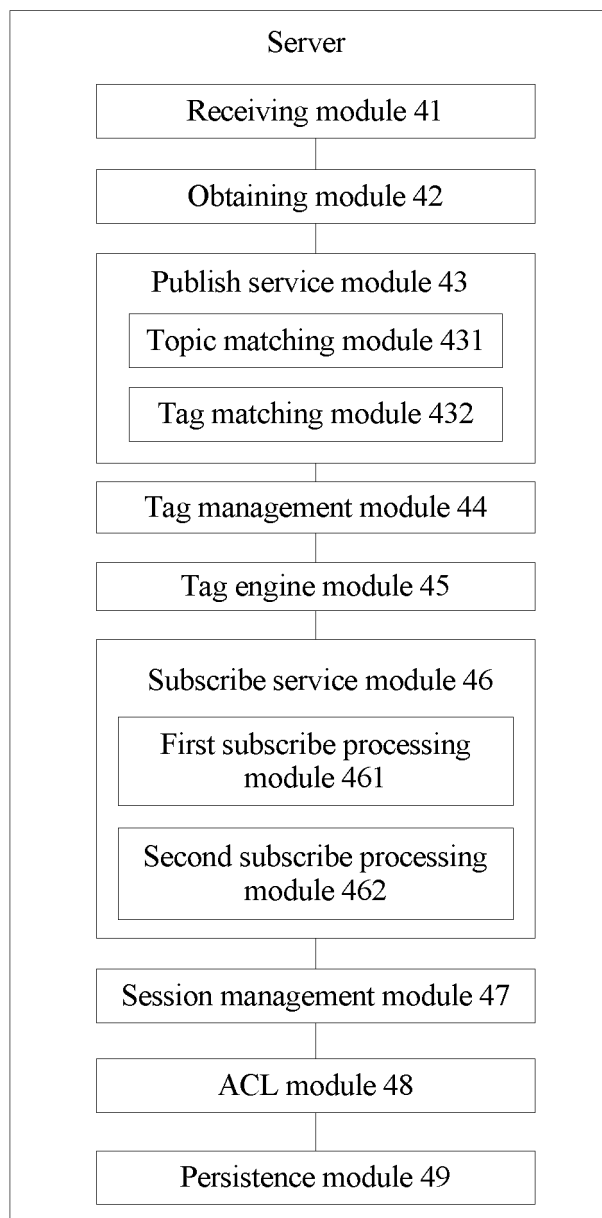 Server
Receiving module 41
Obtaining module 42
Publish service module 43
Topic matching module 431
Tag matching module 432
Tag management module 44
Tag engine module 45
Subscribe service module 46
First subscribe processing
module 461
Second subscribe processing
module 462
Session management module 47
ACL module 48
Persistence module 49